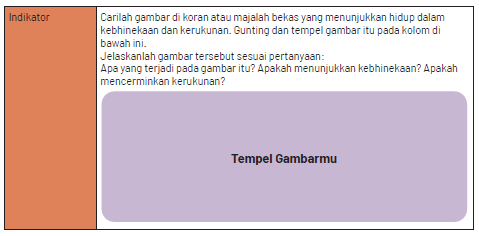 Indikator
Carilah gambar di koran atau majalah bekas yang menunjukkan hidup dalam
kebhinekaan dan kerukunan. Gunting dan tempel gambar itu pada kolom di
bawah ini.
Jelaskanlah gambar tersebut sesuai pertanyaan:
Apa yang terjadi pada gambar itu? Apakah menunjukkan kebhinekaan? Apakah
mencerminkan kerukunan?
Tempel Gambarmu